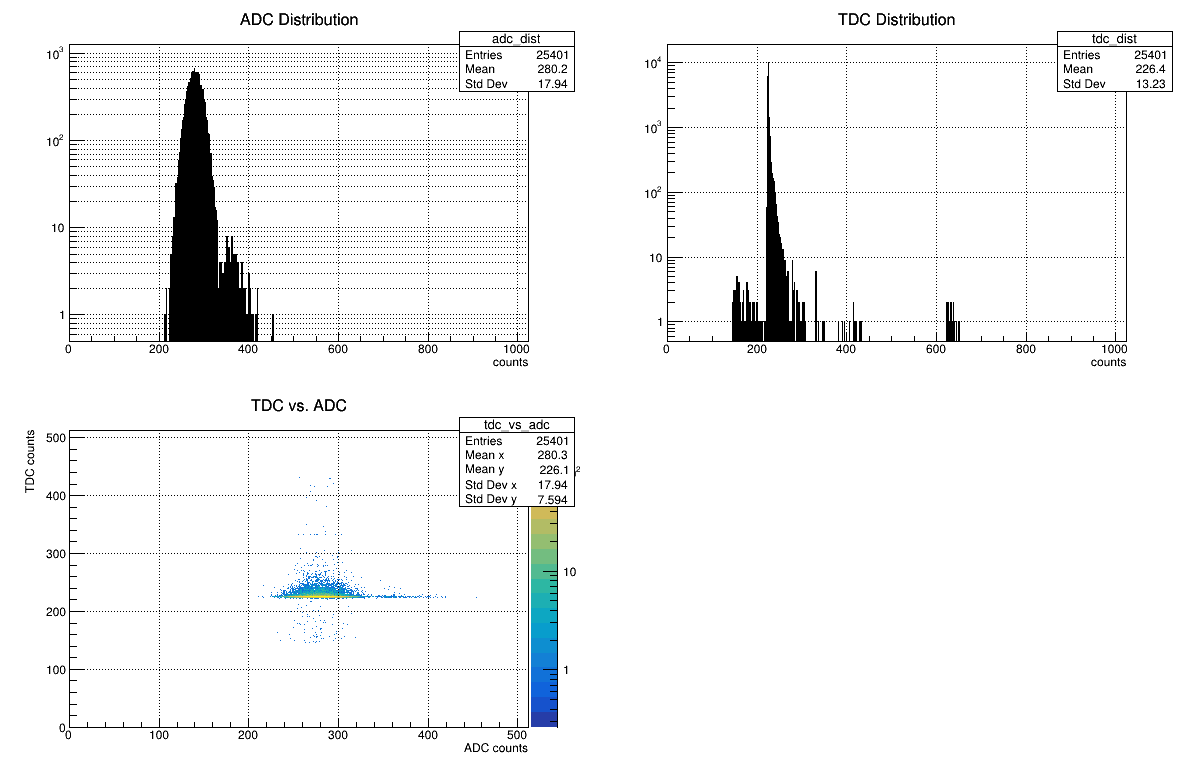 ADC Distribution
adc_dist
Entries 25401
Mean 280.2
Std Dev 17.94
10³
10²
10
1
0 200 400 600 800 1000
counts
TDC Distribution
tdc_dist
Entries 25401
Mean 226.4
Std Dev 13.23
10⁴
10³
10²
10
1
0 200 400 600 800 1000
counts
TDC vs. ADC
tdc_vs_adc
Entries 25401
Mean x 280.3
Mean y 226.1
Std Dev x 17.94
Std Dev y 7.594
TDC counts
500
400
300
200
100
0
0 100 200 300 400 500
ADC counts
10
1